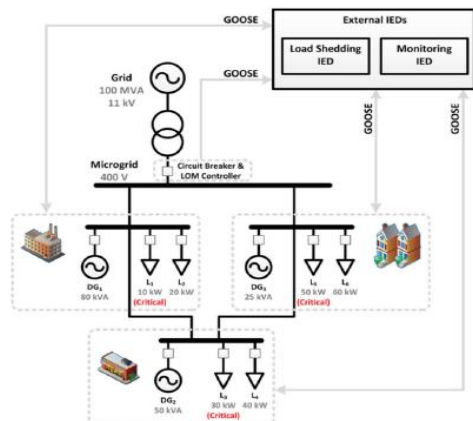 External IEDs
Load Shedding
IED
Monitoring
IED
GOOSE
GOOSE
GOOSE
GOOSE
Grid
100 MVA
11 kV
Circuit Breaker &
LOM Controller
Microgrid
400 V
DG₁
80 kVA
L₁
10 kW
(Critical)
L₂
20 kW
DG₃
25 kVA
L₅
50 kW
(Critical)
L₆
60 kW
DG₂
50 kVA
L₃
30 kW
(Critical)
L₄
40 kW